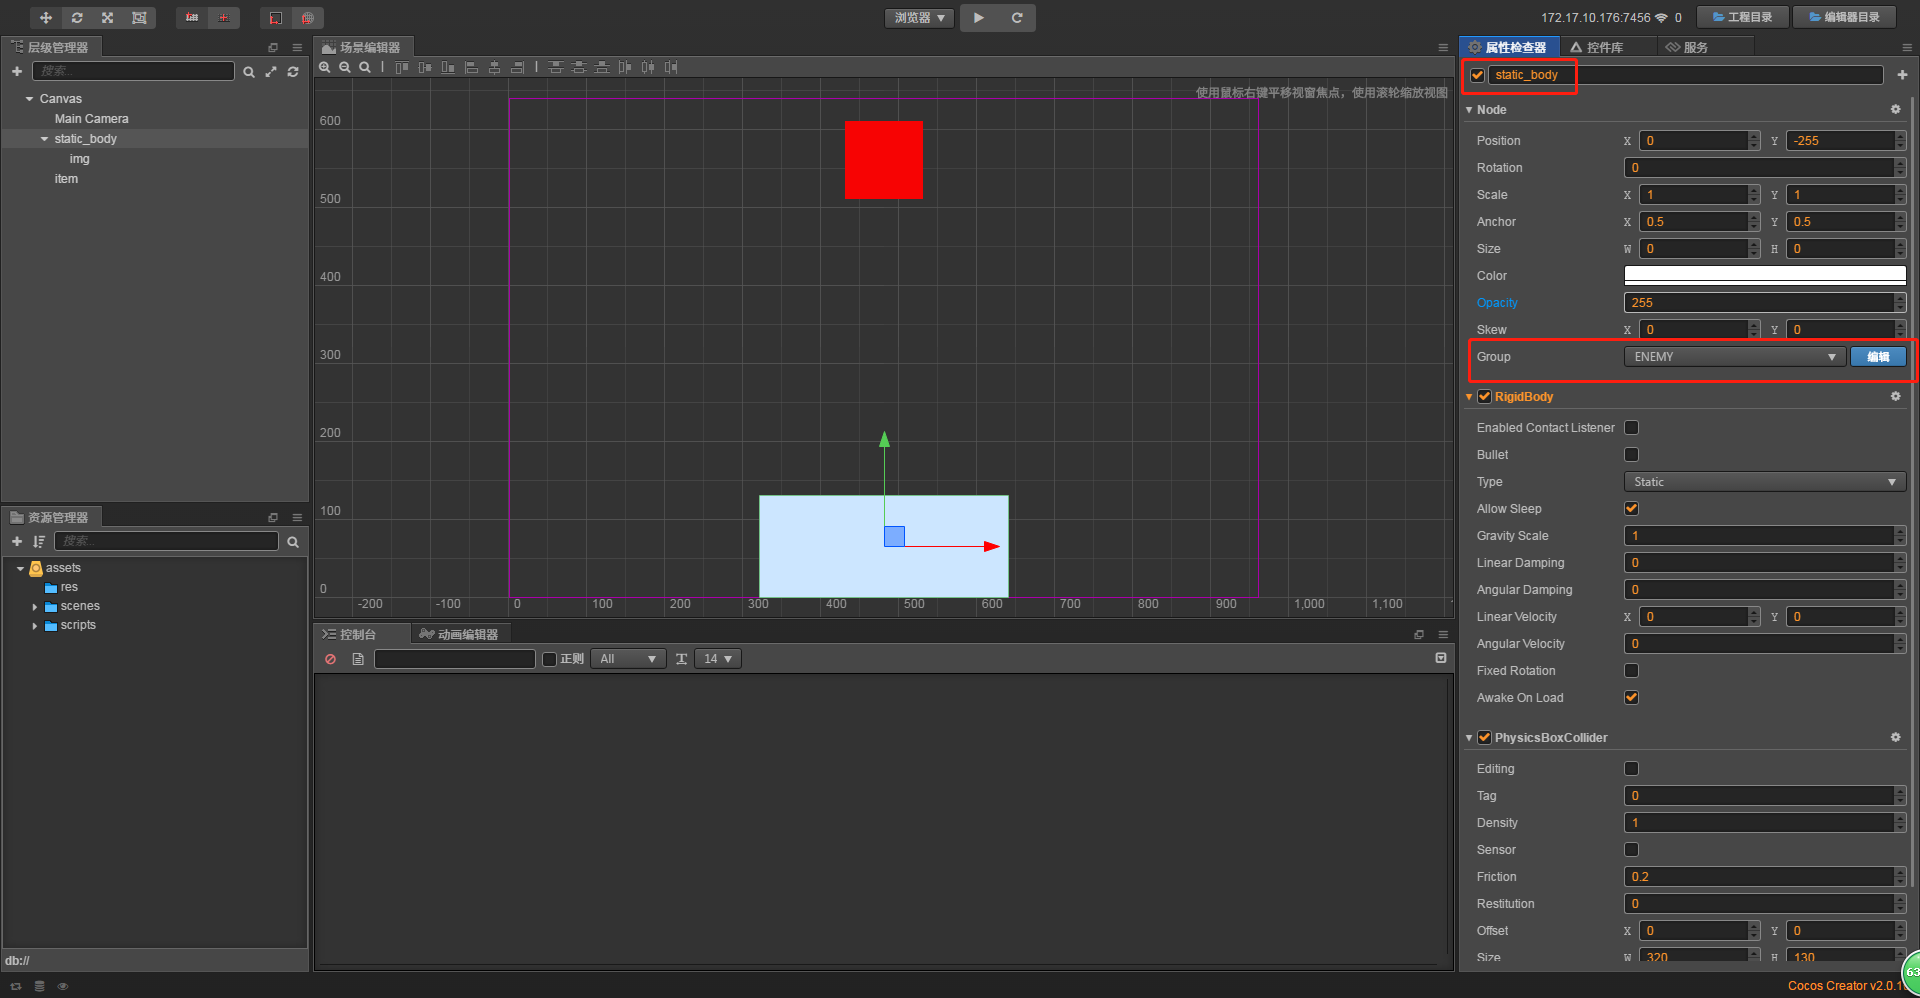 浏览器
172.17.10.176:7456 0
工程目录
编辑器目录
层级管理器
搜索...
Canvas
Main Camera
static_body
img
item
资源管理器
搜索...
assets
res
scenes
scripts
db://
场景编辑器
使用鼠标右键平移视窗焦点，使用滚轮缩放视图
600
500
400
300
200
100
0
-200 -100 0 100 200 300 400 500 600 700 800 900 1,000 1,100
控制台
动画编辑器
正则
All
14
属性检查器
控件库
服务
static_body
Node
Position X 0 Y -255
Rotation 0
Scale X 1 Y 1
Anchor X 0.5 Y 0.5
Size W 0 H 0
Color
Opacity 255
Skew X 0 Y 0
Group ENEMY 编辑
RigidBody
Enabled Contact Listener
Bullet
Type Static
Allow Sleep
Gravity Scale 1
Linear Damping 0
Angular Damping 0
Linear Velocity X 0 Y 0
Angular Velocity 0
Fixed Rotation
Awake On Load
PhysicsBoxCollider
Editing
Tag 0
Density 1
Sensor
Friction 0.2
Restitution 0
Offset X 0 Y 0
Size W 320 H 130
63
Cocos Creator v2.0.1